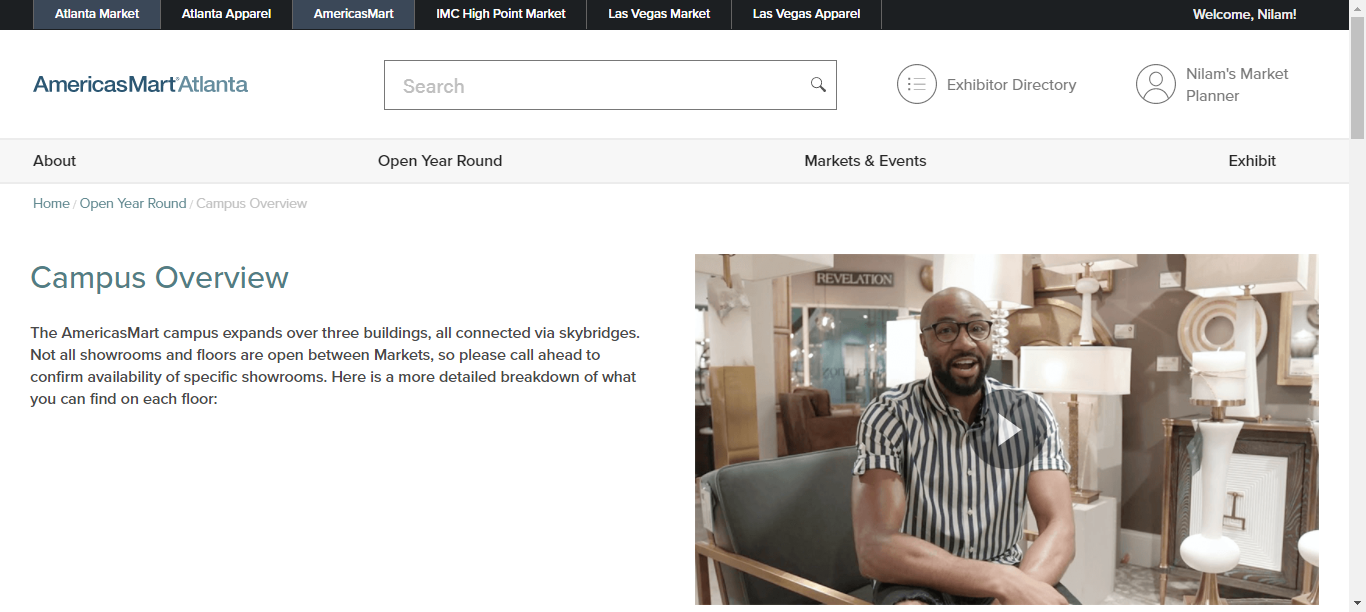 Atlanta Market
Atlanta Apparel
AmericasMart
IMC High Point Market
Las Vegas Market
Las Vegas Apparel
Welcome, Nilam!
AmericasMart®Atlanta
Search
Exhibitor Directory
Nilam's Market
Planner
About
Open Year Round
Markets & Events
Exhibit
Home / Open Year Round / Campus Overview
Campus Overview
The AmericasMart campus expands over three buildings, all connected via skybridges.
Not all showrooms and floors are open between Markets, so please call ahead to
confirm availability of specific showrooms. Here is a more detailed breakdown of what
you can find on each floor:
REVELATION